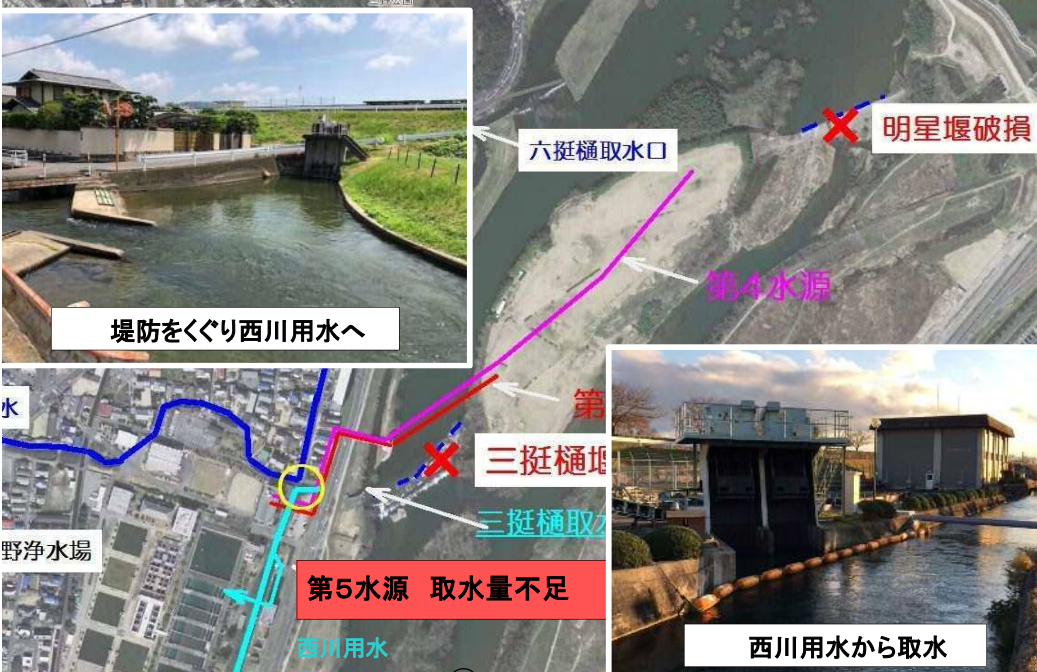 六挺樋取水口
明星堰破損
第4水源
堤防をくぐり西川用水へ
水
第
三挺樋堰
三挺樋取水
野浄水場
第5水源 取水量不足
西川用水
西川用水から取水